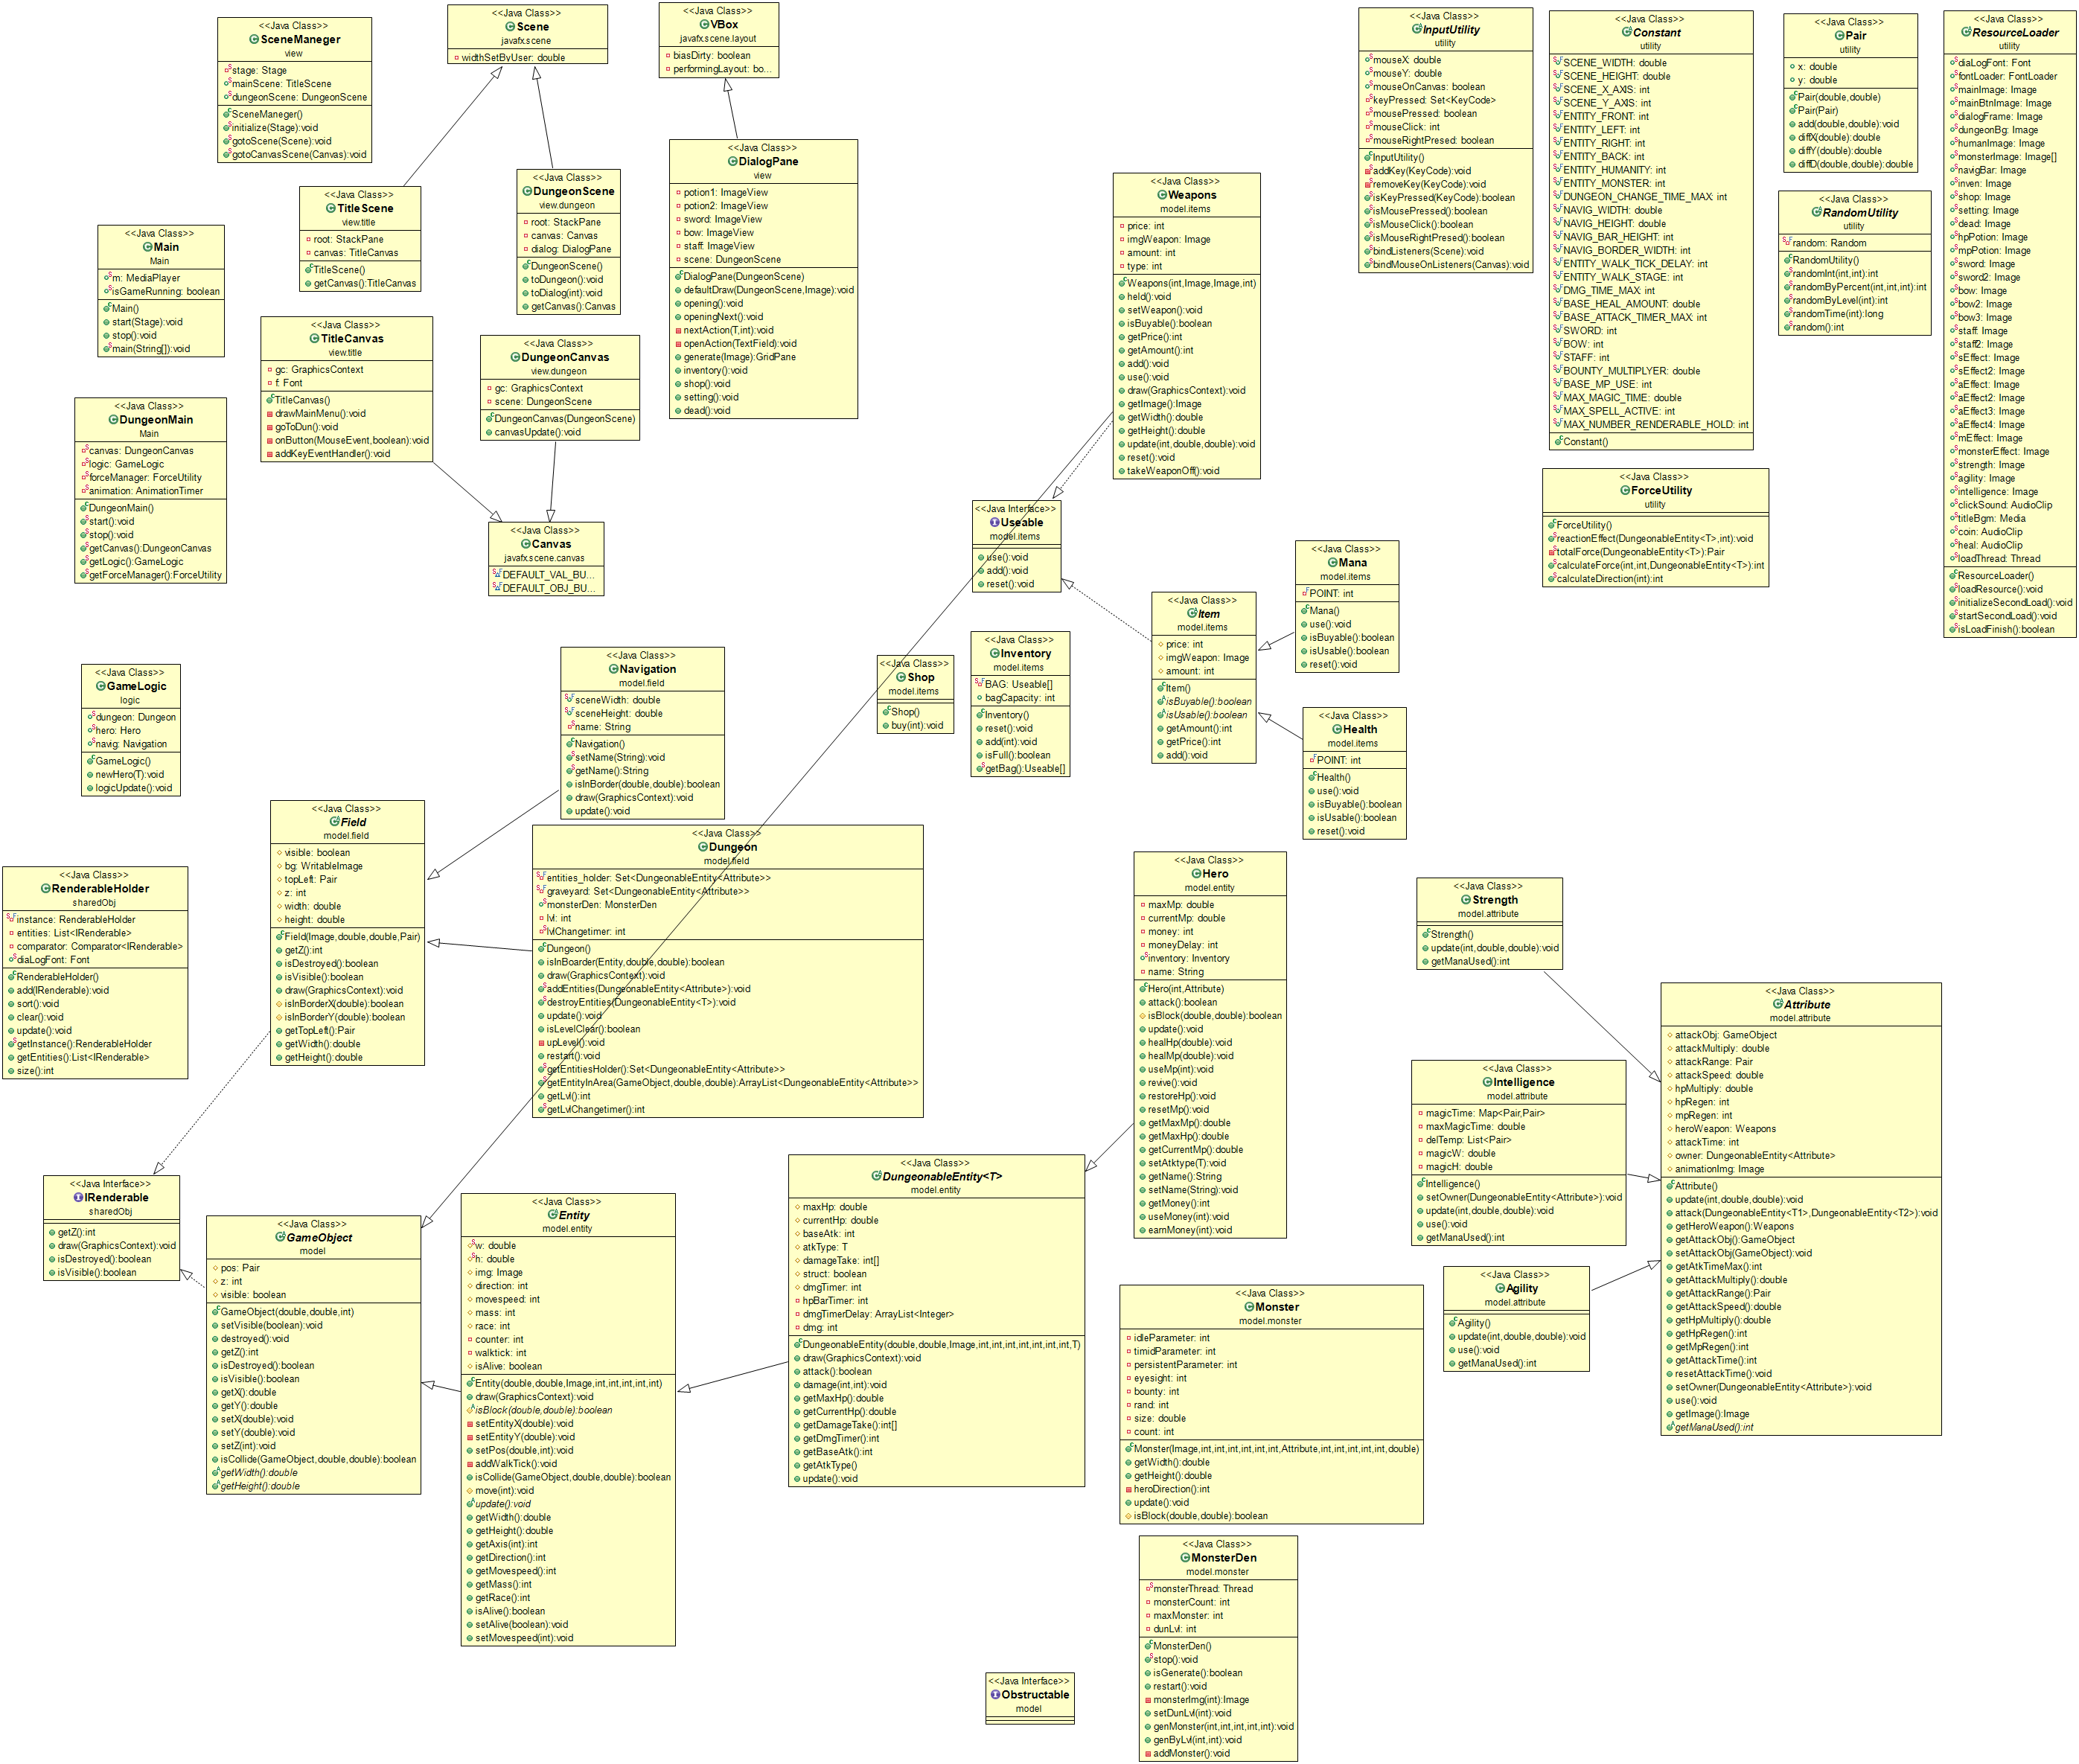 <<Java Class>>
SceneManeger
view
stage: Stage
mainScene: TitleScene
dungeonScene: DungeonScene
SceneManeger()
initialize(Stage):void
gotoScene(Scene):void
gotoCanvasScene(Canvas):void
<<Java Class>>
Scene
javafx.scene
widthSetByUser: double
<<Java Class>>
VBox
javafx.scene.layout
biasDirty: boolean
performingLayout: bo...
<<Java Class>>
InputUtility
utility
mouseX: double
mouseY: double
mouseOnCanvas: boolean
keyPressed: Set<KeyCode>
mousePressed: boolean
mouseClick: int
mouseRightPresed: boolean
InputUtility()
addKey(KeyCode):void
removeKey(KeyCode):void
isKeyPressed(KeyCode):boolean
isMousePressed():boolean
isMouseClick():boolean
isMouseRightPresed():boolean
bindListeners(Scene):void
bindMouseOnListeners(Canvas):void
<<Java Class>>
Constant
utility
SCENE_WIDTH: double
SCENE_HEIGHT: double
SCENE_X_AXIS: int
SCENE_Y_AXIS: int
ENTITY_FRONT: int
ENTITY_LEFT: int
ENTITY_RIGHT: int
ENTITY_BACK: int
ENTITY_HUMANITY: int
ENTITY_MONSTER: int
DUNGEON_CHANGE_TIME_MAX: int
NAVIG_WIDTH: double
NAVIG_HEIGHT: double
NAVIG_BAR_HEIGHT: int
NAVIG_BORDER_WIDTH: int
ENTITY_WALK_TICK_DELAY: int
ENTITY_WALK_STAGE: int
DMG_TIME_MAX: int
BASE_HEAL_AMOUNT: double
BASE_ATTACK_TIMER_MAX: int
SWORD: int
BOW: int
STAFF: int
BOUNTY_MULTIPLYER: double
BASE_MP_USE: int
MAX_MAGIC_TIME: double
MAX_SPELL_ACTIVE: int
MAX_NUMBER_RENDERABLE_HOLD: int
Constant()
<<Java Class>>
Pair
utility
x: double
y: double
Pair(double,double)
Pair(Pair)
add(double,double):void
diffX(double):double
diffY(double):double
diffD(double,double):double
<<Java Class>>
ResourceLoader
utility
diaLogFont: Font
fontLoader: FontLoader
mainImage: Image
mainBtnImage: Image
dialogFrame: Image
dungeonBg: Image
humanImage: Image
monsterImage: Image[]
navigBar: Image
inven: Image
shop: Image
setting: Image
dead: Image
hpPotion: Image
mpPotion: Image
sword: Image
sword2: Image
bow: Image
bow2: Image
bow3: Image
staff: Image
staff2: Image
sEffect: Image
sEffect2: Image
aEffect: Image
aEffect2: Image
aEffect3: Image
aEffect4: Image
mEffect: Image
monsterEffect: Image
strength: Image
agility: Image
intelligence: Image
clickSound: AudioClip
titleBgm: Media
coin: AudioClip
heal: AudioClip
loadThread: Thread
ResourceLoader()
loadResource():void
initializeSecondLoad():void
startSecondLoad():void
isLoadFinish():boolean
<<Java Class>>
RandomUtility
utility
random: Random
RandomUtility()
randomInt(int,int):int
randomByPercent(int,int,int):int
randomByLevel(int):int
randomTime(int):long
random():int
<<Java Class>>
ForceUtility
utility
ForceUtility()
reactionEffect(DungeonableEntity<T>,int):void
totalForce(DungeonableEntity<T>):Pair
calculateForce(int,int,DungeonableEntity<T>):int
calculateDirection(int):int
<<Java Class>>
Main
Main
m: MediaPlayer
isGameRunning: boolean
Main()
start(Stage):void
stop():void
main(String[]):void
<<Java Class>>
TitleScene
view.title
root: StackPane
canvas: TitleCanvas
TitleScene()
getCanvas():TitleCanvas
<<Java Class>>
DungeonScene
view.dungeon
root: StackPane
canvas: Canvas
dialog: DialogPane
DungeonScene()
toDungeon():void
toDialog(int):void
getCanvas():Canvas
<<Java Class>>
DialogPane
view
potion1: ImageView
potion2: ImageView
sword: ImageView
bow: ImageView
staff: ImageView
scene: DungeonScene
DialogPane(DungeonScene)
defaultDraw(DungeonScene,Image):void
opening():void
openingNext():void
nextAction(T,int):void
openAction(TextField):void
generate(Image):GridPane
inventory():void
shop():void
setting():void
dead():void
<<Java Class>>
Weapons
model.items
price: int
imgWeapon: Image
amount: int
type: int
Weapons(int,Image,Image,int)
held():void
setWeapon():void
isBuyable():boolean
getPrice():int
getAmount():int
add():void
use():void
draw(GraphicsContext):void
getImage():Image
getWidth():double
getHeight():double
update(int,double,double):void
reset():void
takeWeaponOff():void
<<Java Class>>
TitleCanvas
view.title
gc: GraphicsContext
f: Font
TitleCanvas()
drawMainMenu():void
goToDun():void
onButton(MouseEvent,boolean):void
addKeyEventHandler():void
<<Java Class>>
DungeonCanvas
view.dungeon
gc: GraphicsContext
scene: DungeonScene
DungeonCanvas(DungeonScene)
canvasUpdate():void
<<Java Class>>
Canvas
javafx.scene.canvas
DEFAULT_VAL_BU...
DEFAULT_OBJ_BU...
<<Java Class>>
DungeonMain
Main
canvas: DungeonCanvas
logic: GameLogic
forceManager: ForceUtility
animation: AnimationTimer
DungeonMain()
start():void
stop():void
getCanvas():DungeonCanvas
getLogic():GameLogic
getForceManager():ForceUtility
<<Java Interface>>
Useable
model.items
use():void
add():void
reset():void
<<Java Class>>
Item
model.items
price: int
imgWeapon: Image
amount: int
Item()
isBuyable():boolean
isUsable():boolean
getAmount():int
getPrice():int
add():void
<<Java Class>>
Mana
model.items
POINT: int
Mana()
use():void
isBuyable():boolean
isUsable():boolean
reset():void
<<Java Class>>
Health
model.items
POINT: int
Health()
use():void
isBuyable():boolean
isUsable():boolean
reset():void
<<Java Class>>
Inventory
model.items
BAG: Useable[]
bagCapacity: int
Inventory()
reset():void
add(int):void
isFull():boolean
getBag():Useable[]
<<Java Class>>
Shop
model.items
Shop()
buy(int):void
<<Java Class>>
Navigation
model.field
sceneWidth: double
sceneHeight: double
name: String
Navigation()
setName(String):void
getName():String
isInBorder(double,double):boolean
draw(GraphicsContext):void
update():void
<<Java Class>>
GameLogic
logic
dungeon: Dungeon
hero: Hero
navig: Navigation
GameLogic()
newHero(T):void
logicUpdate():void
<<Java Class>>
Field
model.field
visible: boolean
bg: WritableImage
topLeft: Pair
z: int
width: double
height: double
Field(Image,double,double,Pair)
getZ():int
isDestroyed():boolean
isVisible():boolean
draw(GraphicsContext):void
isInBorderX(double):boolean
isInBorderY(double):boolean
getTopLeft():Pair
getWidth():double
getHeight():double
<<Java Class>>
Dungeon
model.field
entities_holder: Set<DungeonableEntity<Attribute>>
graveyard: Set<DungeonableEntity<Attribute>>
monsterDen: MonsterDen
lvl: int
lvlChangetimer: int
Dungeon()
isInBoarder(Entity,double,double):boolean
draw(GraphicsContext):void
addEntities(DungeonableEntity<Attribute>):void
destroyEntities(DungeonableEntity<T>):void
update():void
isLevelClear():boolean
upLevel():void
restart():void
getEntitiesHolder():Set<DungeonableEntity<Attribute>>
getEntityInArea(GameObject,double,double):ArrayList<DungeonableEntity<Attribute>>
getLvl():int
getLvlChangetimer():int
<<Java Class>>
RenderableHolder
sharedObj
instance: RenderableHolder
entities: List<IRenderable>
comparator: Comparator<IRenderable>
diaLogFont: Font
RenderableHolder()
add(IRenderable):void
sort():void
clear():void
update():void
getInstance():RenderableHolder
getEntities():List<IRenderable>
size():int
<<Java Class>>
Hero
model.entity
maxMp: double
currentMp: double
money: int
moneyDelay: int
inventory: Inventory
name: String
Hero(int,Attribute)
attack():boolean
isBlock(double,double):boolean
update():void
healHp(double):void
healMp(double):void
useMp(int):void
revive():void
restoreHp():void
resetMp():void
getMaxMp():double
getMaxHp():double
getCurrentMp():double
setAtktype(T):void
getName():String
setName(String):void
getMoney():int
useMoney(int):void
earnMoney(int):void
<<Java Class>>
Strength
model.attribute
Strength()
update(int,double,double):void
getManaUsed():int
<<Java Class>>
Intelligence
model.attribute
magicTime: Map<Pair,Pair>
maxMagicTime: double
delTemp: List<Pair>
magicW: double
magicH: double
Intelligence()
setOwner(DungeonableEntity<Attribute>):void
update(int,double,double):void
use():void
getManaUsed():int
<<Java Class>>
Agility
model.attribute
Agility()
update(int,double,double):void
use():void
getManaUsed():int
<<Java Class>>
Attribute
model.attribute
attackObj: GameObject
attackMultiply: double
attackRange: Pair
attackSpeed: double
hpMultiply: double
hpRegen: int
mpRegen: int
heroWeapon: Weapons
attackTime: int
owner: DungeonableEntity<Attribute>
animationImg: Image
Attribute()
update(int,double,double):void
attack(DungeonableEntity<T1>,DungeonableEntity<T2>):void
getHeroWeapon():Weapons
getAttackObj():GameObject
setAttackObj(GameObject):void
getAtkTimeMax():int
getAttackMultiply():double
getAttackRange():Pair
getAttackSpeed():double
getHpMultiply():double
getHpRegen():int
getMpRegen():int
getAttackTime():int
resetAttackTime():void
setOwner(DungeonableEntity<Attribute>):void
use():void
getImage():Image
getManaUsed():int
<<Java Interface>>
IRenderable
sharedObj
getZ():int
draw(GraphicsContext):void
isDestroyed():boolean
isVisible():boolean
<<Java Class>>
GameObject
model
pos: Pair
z: int
visible: boolean
GameObject(double,double,int)
setVisible(boolean):void
destroyed():void
getZ():int
isDestroyed():boolean
isVisible():boolean
getX():double
getY():double
setX(double):void
setY(double):void
setZ(int):void
isCollide(GameObject,double,double):boolean
getWidth():double
getHeight():double
<<Java Class>>
Entity
model.entity
w: double
h: double
img: Image
direction: int
movespeed: int
mass: int
race: int
counter: int
walktick: int
isAlive: boolean
Entity(double,double,Image,int,int,int,int,int)
draw(GraphicsContext):void
isBlock(double,double):boolean
setEntityX(double):void
setEntityY(double):void
setPos(double,int):void
addWalkTick():void
isCollide(GameObject,double,double):boolean
move(int):void
update():void
getWidth():double
getHeight():double
getAxis(int):int
getDirection():int
getMovespeed():int
getMass():int
getRace():int
isAlive():boolean
setAlive(boolean):void
setMovespeed(int):void
<<Java Class>>
DungeonableEntity<T>
model.entity
maxHp: double
currentHp: double
baseAtk: int
atkType: T
damageTake: int[]
struct: boolean
dmgTimer: int
hpBarTimer: int
dmgTimerDelay: ArrayList<Integer>
dmg: int
DungeonableEntity(double,double,Image,int,int,int,int,int,int,int,T)
draw(GraphicsContext):void
attack():boolean
damage(int,int):void
getMaxHp():double
getCurrentHp():double
getDamageTake():int[]
getDmgTimer():int
getBaseAtk():int
getAtkType()
update():void
<<Java Class>>
Monster
model.monster
idleParameter: int
timidParameter: int
persistentParameter: int
eyesight: int
bounty: int
rand: int
size: double
count: int
Monster(Image,int,int,int,int,int,int,Attribute,int,int,int,int,int,double)
getWidth():double
getHeight():double
heroDirection():int
update():void
isBlock(double,double):boolean
<<Java Class>>
MonsterDen
model.monster
monsterThread: Thread
monsterCount: int
maxMonster: int
dunLvl: int
MonsterDen()
stop():void
isGenerate():boolean
restart():void
monsterImg(int):Image
setDunLvl(int):void
genMonster(int,int,int,int,int):void
genByLvl(int,int):void
addMonster():void
<<Java Interface>>
Obstructable
model